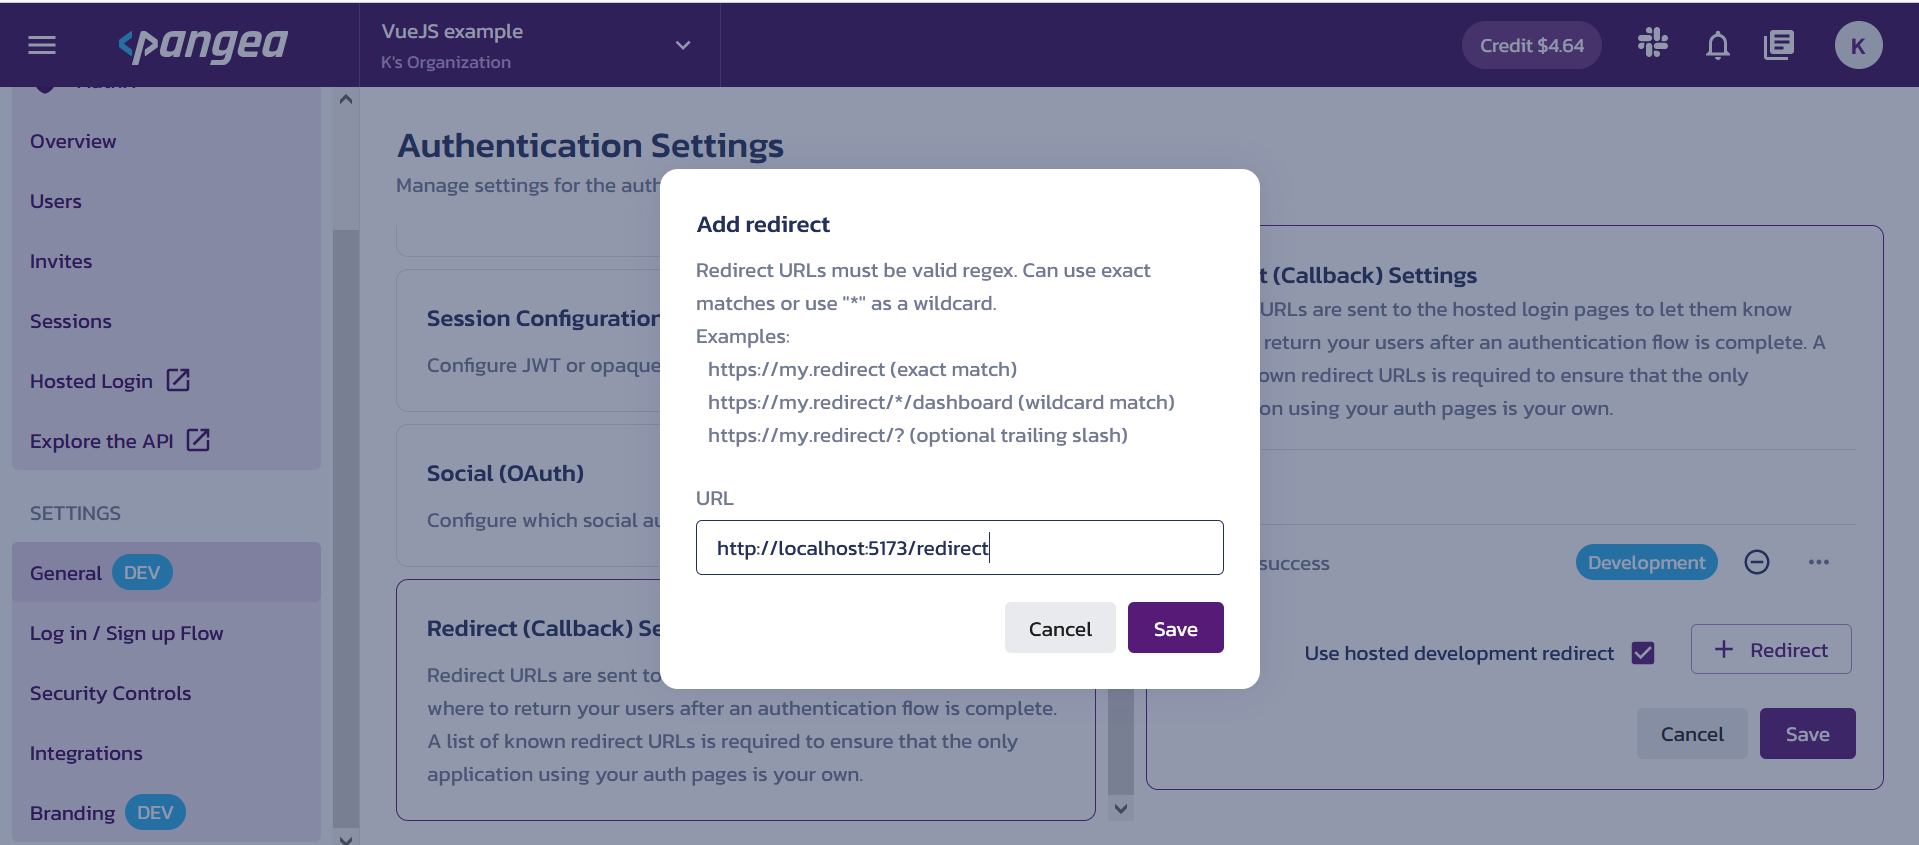 pangea
VueJS example
K's Organization
Credit $4.64
K
AuthN
Overview
Users
Invites
Sessions
Hosted Login
Explore the API
SETTINGS
General DEV
Log in / Sign up Flow
Security Controls
Integrations
Branding DEV
Authentication Settings
Manage settings for the auth
Session Configuration
Configure JWT or opaque
Social (OAuth)
Configure which social au
Redirect (Callback) Se
Redirect URLs are sent to
where to return your users after an authentication flow is complete.
A list of known redirect URLs is required to ensure that the only
application using your auth pages is your own.
Add redirect
Redirect URLs must be valid regex. Can use exact
matches or use "*" as a wildcard.
Examples:
https://my.redirect (exact match)
https://my.redirect/*/dashboard (wildcard match)
https://my.redirect/? (optional trailing slash)
URL
http://localhost:5173/redirect
Cancel Save
t (Callback) Settings
URLs are sent to the hosted login pages to let them know
return your users after an authentication flow is complete. A
own redirect URLs is required to ensure that the only
on using your auth pages is your own.
success Development
Use hosted development redirect + Redirect
Cancel Save